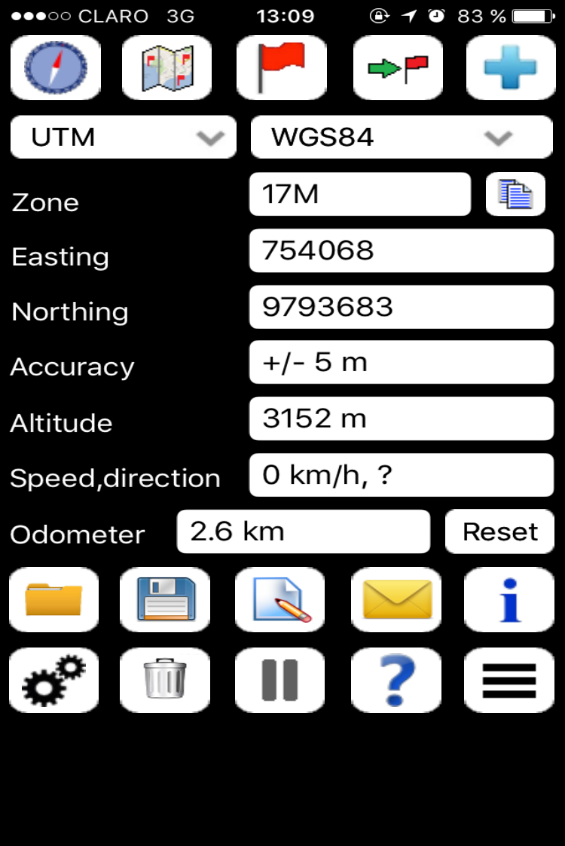 CLARO 3G 13:09 83 %
UTM WGS84
Zone 17M
Easting 754068
Northing 9793683
Accuracy +/- 5 m
Altitude 3152 m
Speed,direction 0 km/h, ?
Odometer 2.6 km Reset
i
?